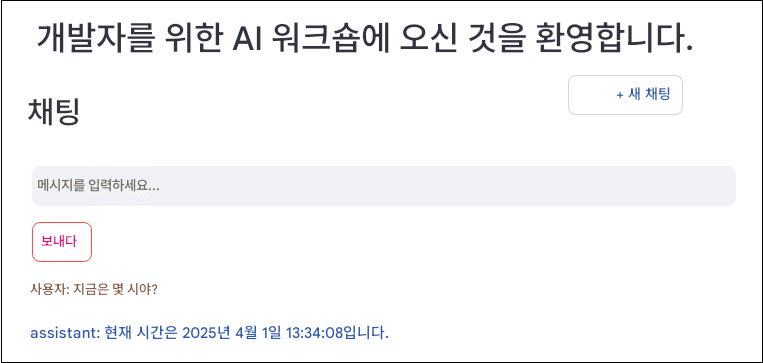 개발자를 위한 AI 워크숍에 오신 것을 환영합니다.
+ 새 채팅
채팅
메시지를 입력하세요...
보내다
사용자: 지금은 몇 시야?
assistant: 현재 시간은 2025년 4월 1일 13:34:08입니다.